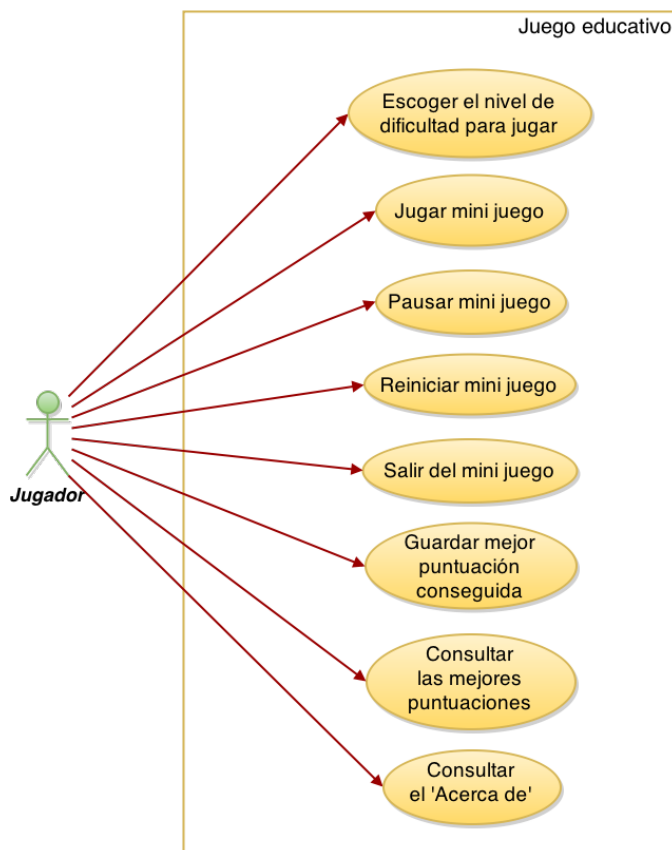 Juego educativo
Escoger el nivel de
dificultad para jugar
Jugar mini juego
Pausar mini juego
Reiniciar mini juego
Salir del mini juego
Jugador
Guardar mejor
puntuación
conseguida
Consultar
las mejores
puntuaciones
Consultar
el 'Acerca de'